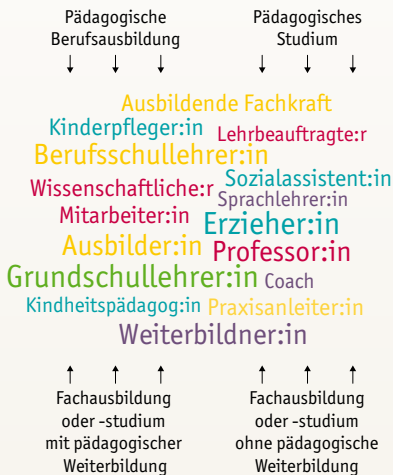 Pädagogische
Berufsausbildung
Pädagogisches
Studium
Ausbildende Fachkraft
Kinderpfleger:in
Lehrbeauftragte:r
Berufsschullehrer:in
Sozialassistent:in
Wissenschaftliche:r
Mitarbeiter:in
Sprachlehrer:in
Erzieher:in
Ausbilder:in
Professor:in
Grundschullehrer:in
Coach
Kindheitspädagog:in
Praxisanleiter:in
Weiterbildner:in
Fachausbildung
oder -studium
mit pädagogischer
Weiterbildung
Fachausbildung
oder -studium
ohne pädagogische
Weiterbildung